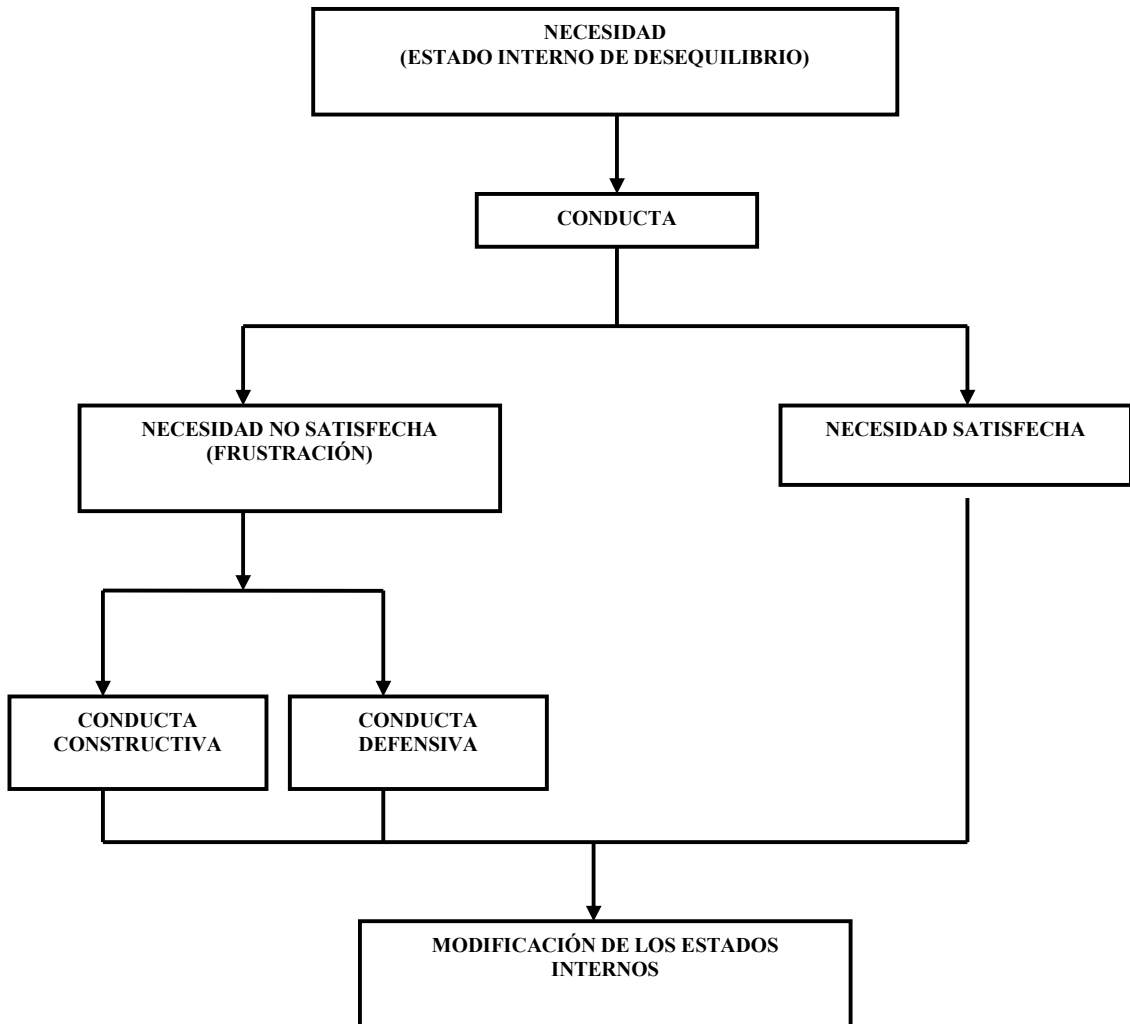 NECESIDAD
(ESTADO INTERNO DE DESEQUILIBRIO)
CONDUCTA
NECESIDAD NO SATISFECHA
(FRUSTRACIÓN)
NECESIDAD SATISFECHA
CONDUCTA
CONSTRUCTIVA
CONDUCTA
DEFENSIVA
MODIFICACIÓN DE LOS ESTADOS
INTERNOS